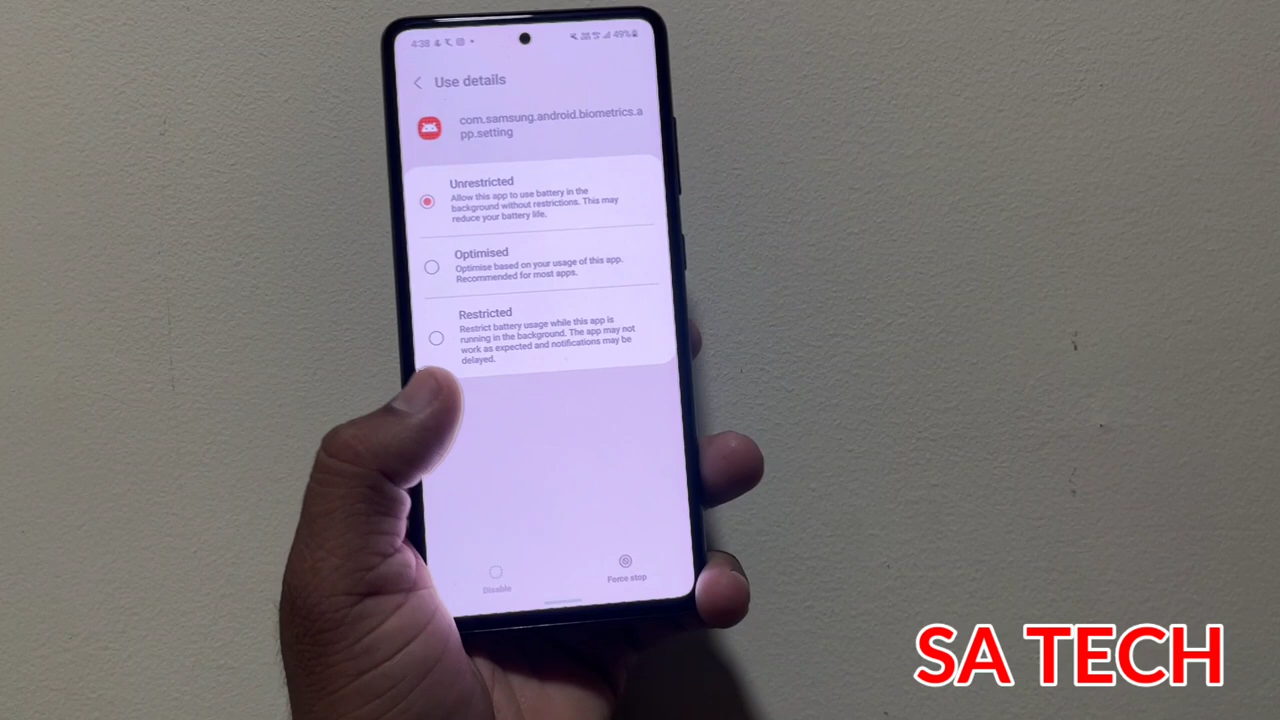 4:38
49%
Use details
com.samsung.android.biometrics.a
pp.setting
Unrestricted
Allow this app to use battery in the
background without restrictions. This may
reduce your battery life.
Optimised
Optimise based on your usage of this app.
Recommended for most apps.
Restricted
Restrict battery usage while this app is
running in the background. The app may not
work as expected and notifications may be
delayed.
Disable
Force stop
SA TECH